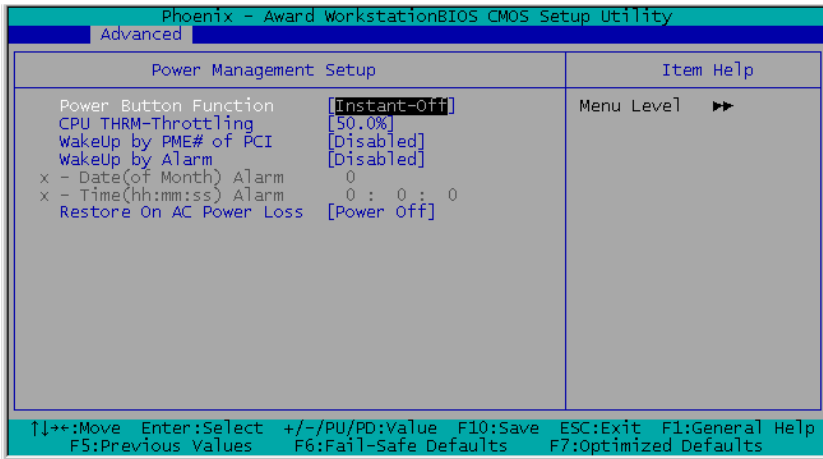 Phoenix - Award WorkstationBIOS CMOS Setup Utility
Advanced
Power Management Setup
Item Help
Power Button Function [Instant-Off]
Menu Level ▶▶
CPU THRM-Throttling [50.0%]
WakeUp by PME# of PCI [Disabled]
WakeUp by Alarm [Disabled]
x - Date(of Month) Alarm 0
x - Time(hh:mm:ss) Alarm 0 : 0 : 0
Restore On AC Power Loss [Power Off]
↑↓→←:Move Enter:Select +/-/PU/PD:Value F10:Save ESC:Exit F1:General Help
F5:Previous Values F6:Fail-Safe Defaults F7:Optimized Defaults